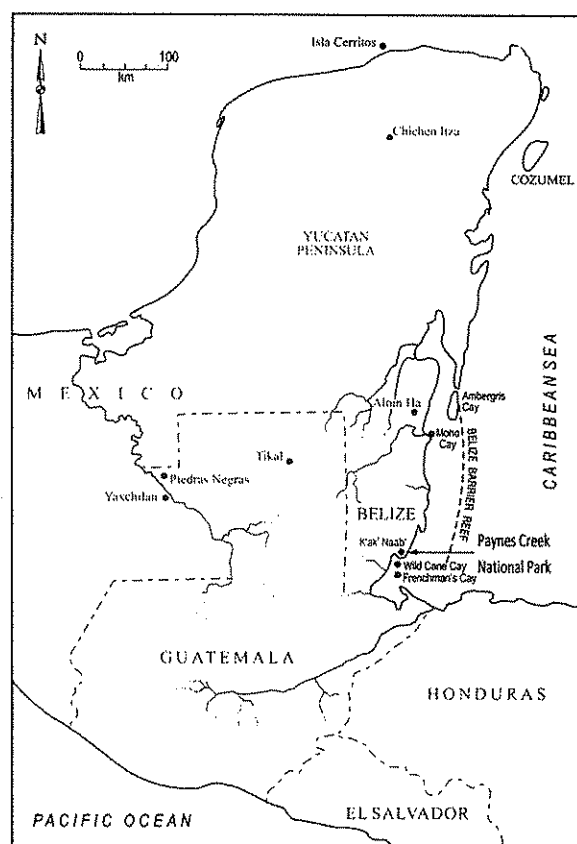 N
0 100
km
Isla Cerritos
Chichen Itza
COZUMEL
YUCATAN
PENINSULA
MEXICO
CARIBBEAN SEA
Altun Ha
Ambergris
Cay
Moho
Cay
BELIZE BARRIER REEF
Tikal
Piedras Negras
Yaxchilan
BELIZE
K'ak' Naab'
Paynes Creek
National Park
Wild Cane Cay
Frenchman's Cay
GUATEMALA
HONDURAS
EL SALVADOR
PACIFIC OCEAN